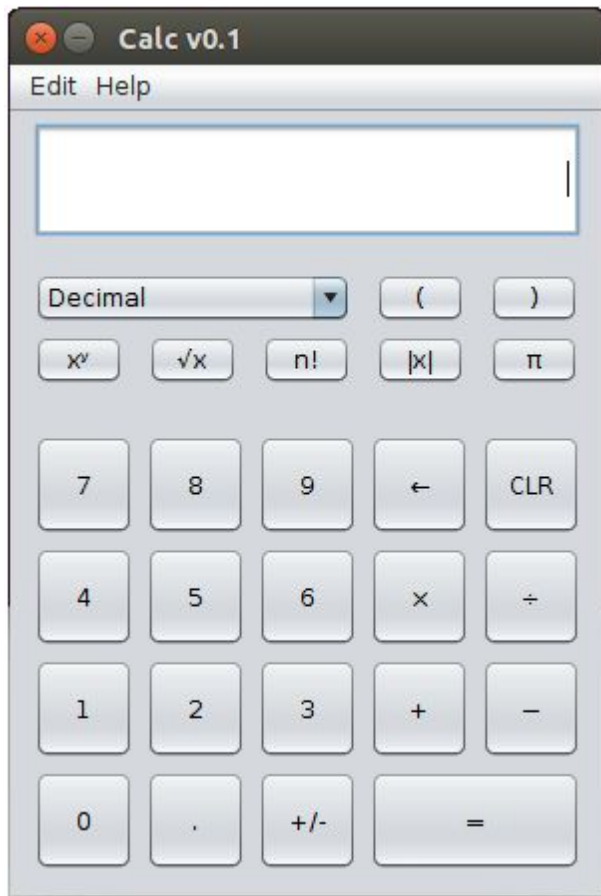 Calc v0.1
Edit Help
Decimal ( )
xʸ √x n! |x| π
7 8 9 ← CLR
4 5 6 × ÷
1 2 3 + −
0 . +/- =